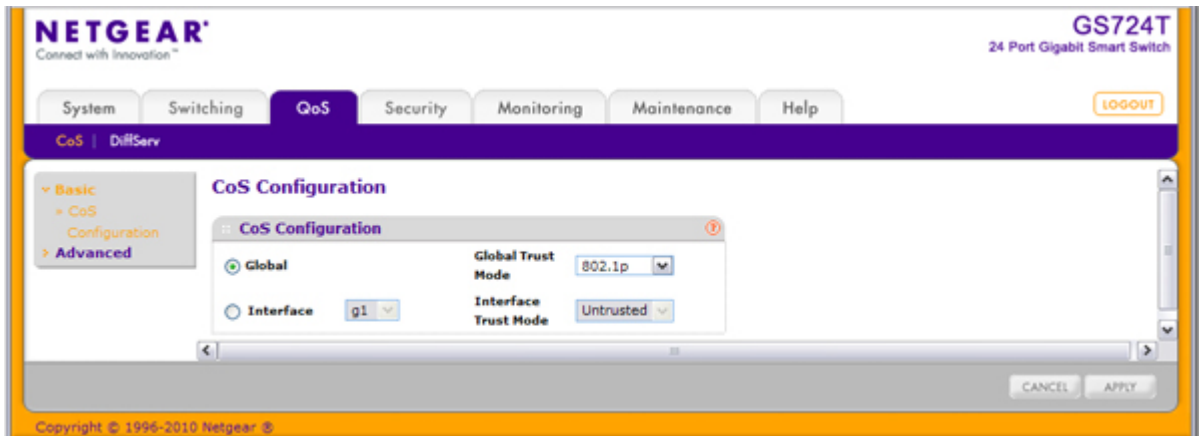 NETGEAR®
Connect with Innovation™
GS724T
24 Port Gigabit Smart Switch
System Switching QoS Security Monitoring Maintenance Help LOGOUT
CoS | DiffServ
Basic
» CoS
Configuration
> Advanced
CoS Configuration
CoS Configuration
Global
Global Trust
Mode
802.1p
Interface g1
Interface
Trust Mode
Untrusted
CANCEL APPLY
Copyright © 1996-2010 Netgear ®